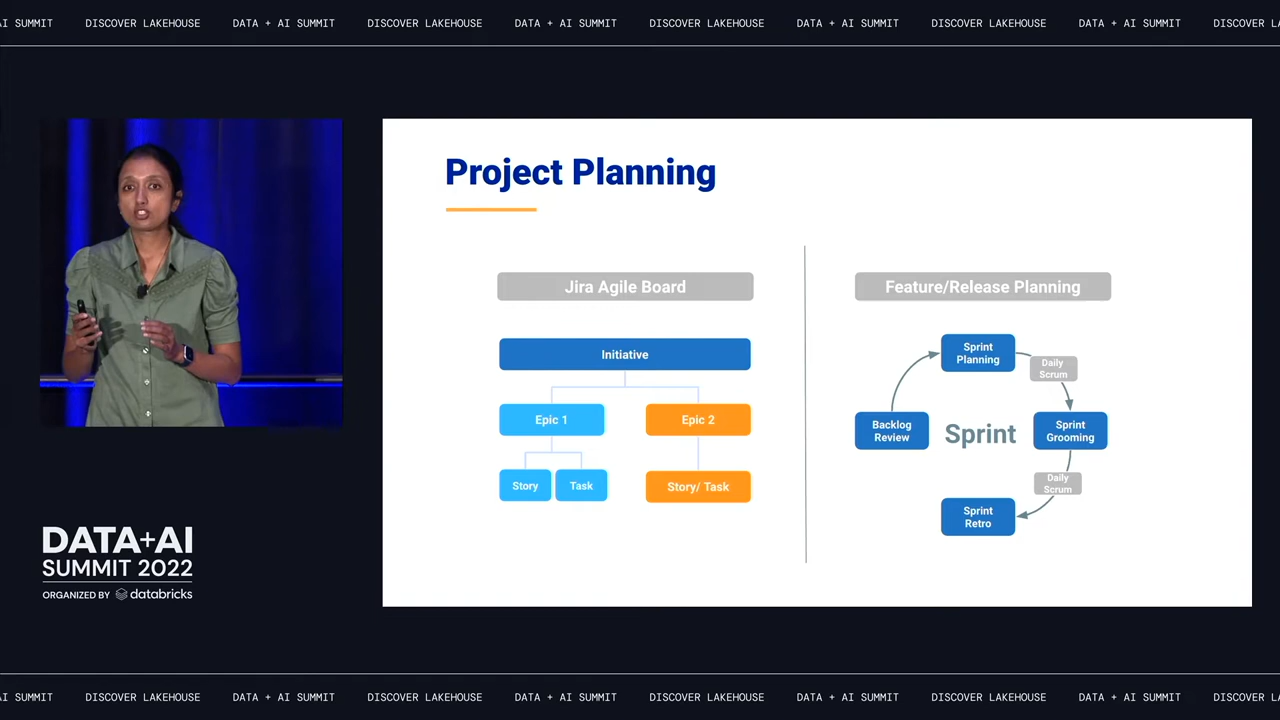 AI SUMMIT DISCOVER LAKEHOUSE DATA + AI SUMMIT DISCOVER LAKEHOUSE DATA + AI SUMMIT DISCOVER LAKEHOUSE DATA + AI SUMMIT DISCOVER LAKEHOUSE DATA + AI SUMMIT DISCOVER
Project Planning
Jira Agile Board
Initiative
Epic 1
Epic 2
Story
Task
Story/ Task
Feature/Release Planning
Sprint
Planning
Daily
Scrum
Backlog
Review
Sprint
Sprint
Grooming
Daily
Scrum
Sprint
Retro
DATA+AI
SUMMIT 2022
ORGANIZED BY databricks
AI SUMMIT DISCOVER LAKEHOUSE DATA + AI SUMMIT DISCOVER LAKEHOUSE DATA + AI SUMMIT DISCOVER LAKEHOUSE DATA + AI SUMMIT DISCOVER LAKEHOUSE DATA + AI SUMMIT DISCOVER